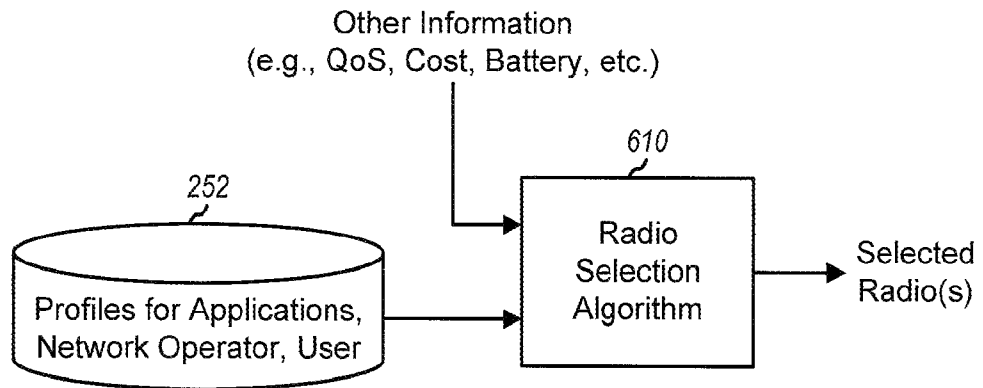 Other Information
(e.g., QoS, Cost, Battery, etc.)
610
252
Radio
Selection
Algorithm
Selected
Radio(s)
Profiles for Applications,
Network Operator, User